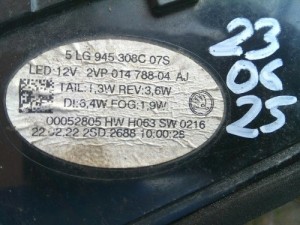 5 LG 945 308C 07S
LED 12V 2VP 014 788-04 AJ
TAIL:1,3W REV:3,6W
DI:6,4W FOG:1,9W
00052805 HW H063 SW 0216
22.02.22 2SD 2688 10:00:25
23
06
25